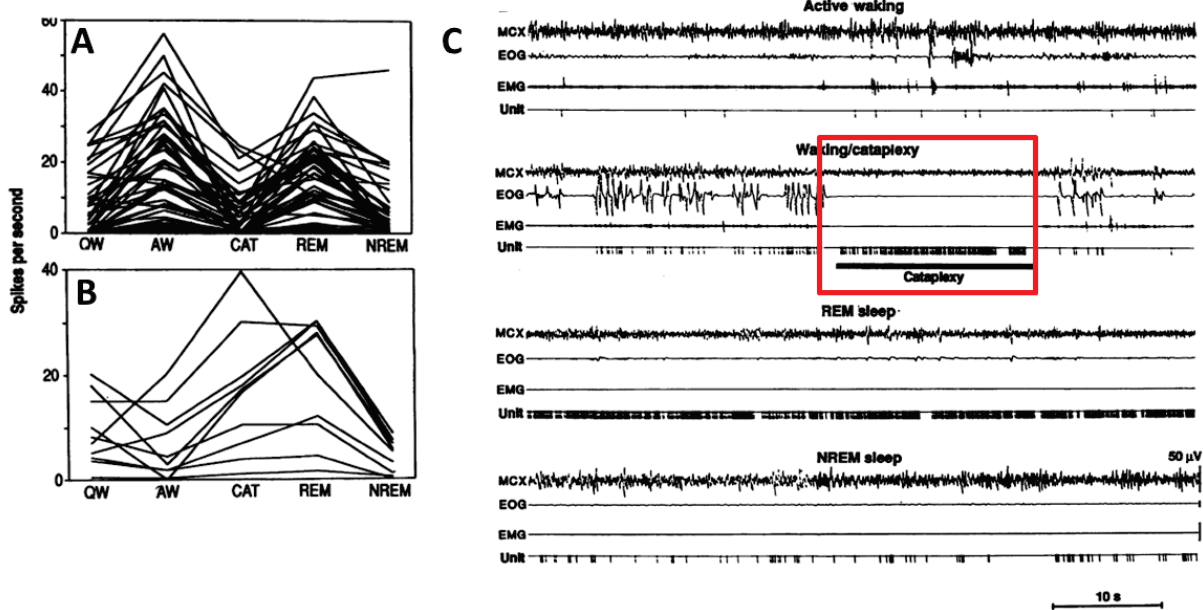 A
60
40
20
0
Spikes per second
QW AW CAT REM NREM
B
40
20
0
QW AW CAT REM NREM
C
Active waking
MCX
EOG
EMG
Unit
Waking/cataplexy
MCX
EOG
EMG
Unit
Cataplexy
REM sleep
MCX
EOG
EMG
Unit
NREM sleep
50 μV
MCX
EOG
EMG
Unit
10 s